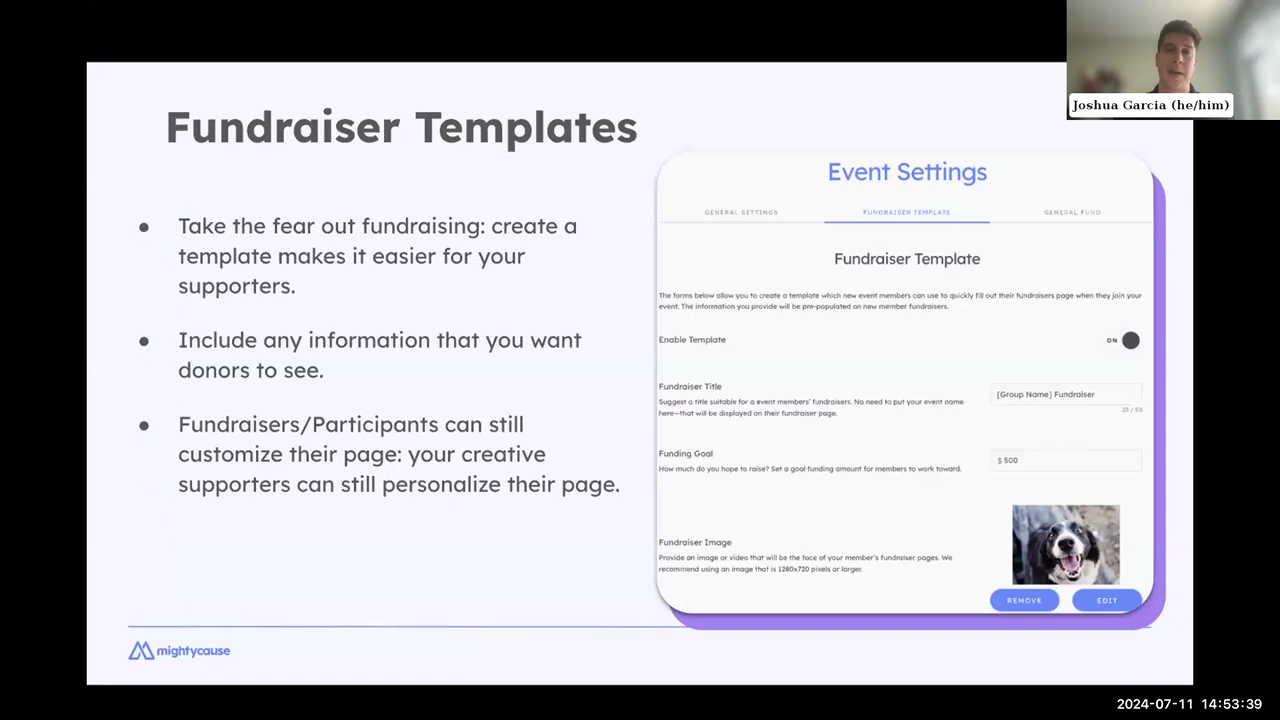 Joshua Garcia (he/him)
Fundraiser Templates
● Take the fear out fundraising: create a
template makes it easier for your
supporters.
● Include any information that you want
donors to see.
● Fundraisers/Participants can still
customize their page: your creative
supporters can still personalize their page.
Event Settings
GENERAL SETTINGS FUNDRAISER TEMPLATE GENERAL FUND
Fundraiser Template
The forms below allow you to create a template which new event members can use to quickly fill out their fundraisers page when they join your
event. The information you provide will be pre-populated on new member fundraisers.
Enable Template ON
Fundraiser Title
Suggest a title suitable for a event members' fundraisers. No need to put your event name
here—that will be displayed on their fundraiser page.
[Group Name] Fundraiser
23 / 50
Funding Goal
How much do you hope to raise? Set a goal funding amount for members to work toward.
$ 500
Fundraiser Image
Provide an image or video that will be the face of your member's fundraiser pages. We
recommend using an image that is 1280x720 pixels or larger.
REMOVE EDIT
mightycause
2024-07-11 14:53:39